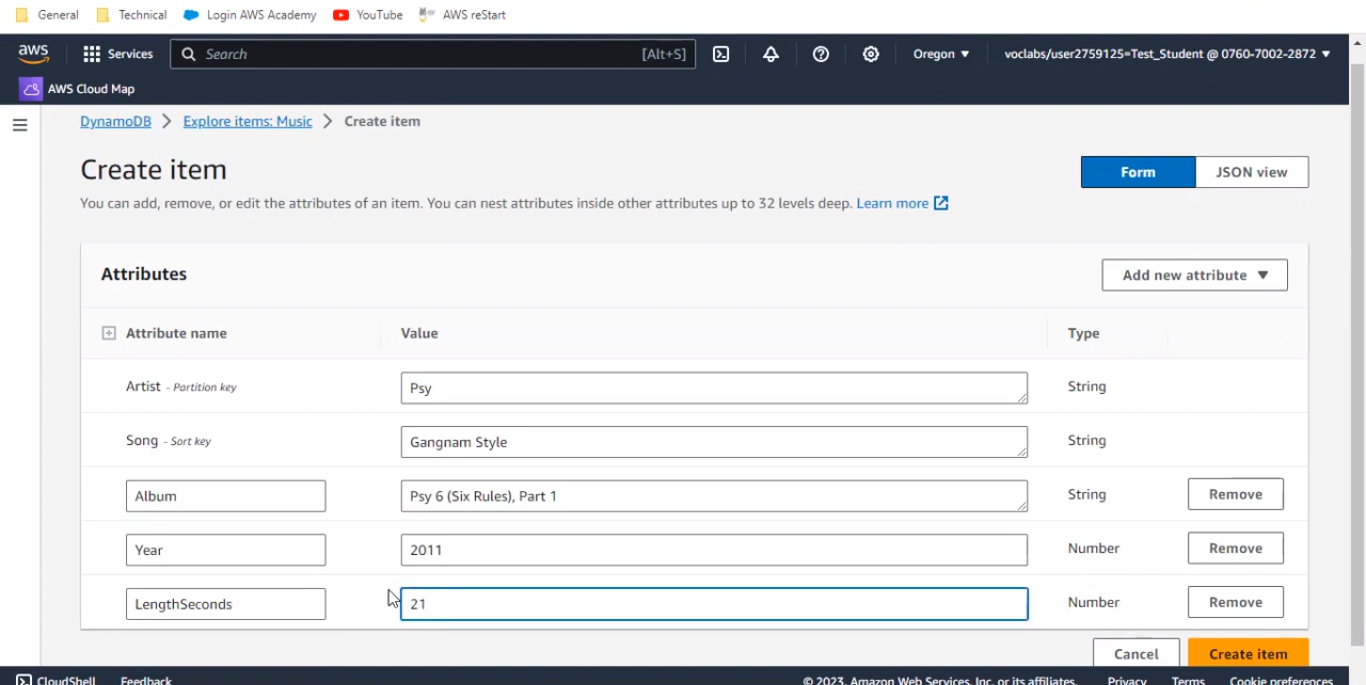 General Technical Login AWS Academy YouTube AWS reStart
aws Services Search [Alt+S] Oregon voclabs/user2759125=Test_Student @ 0760-7002-2872
AWS Cloud Map
DynamoDB > Explore items: Music > Create item
Create item
Form JSON view
You can add, remove, or edit the attributes of an item. You can nest attributes inside other attributes up to 32 levels deep. Learn more
Attributes
Add new attribute
Attribute name Value Type
Artist - Partition key Psy String
Song - Sort key Gangnam Style String
Album Psy 6 (Six Rules), Part 1 String Remove
Year 2011 Number Remove
LengthSeconds 21 Number Remove
Cancel Create item
CloudShell Feedback © 2023, Amazon Web Services, Inc. or its affiliates. Privacy Terms Cookie preferences